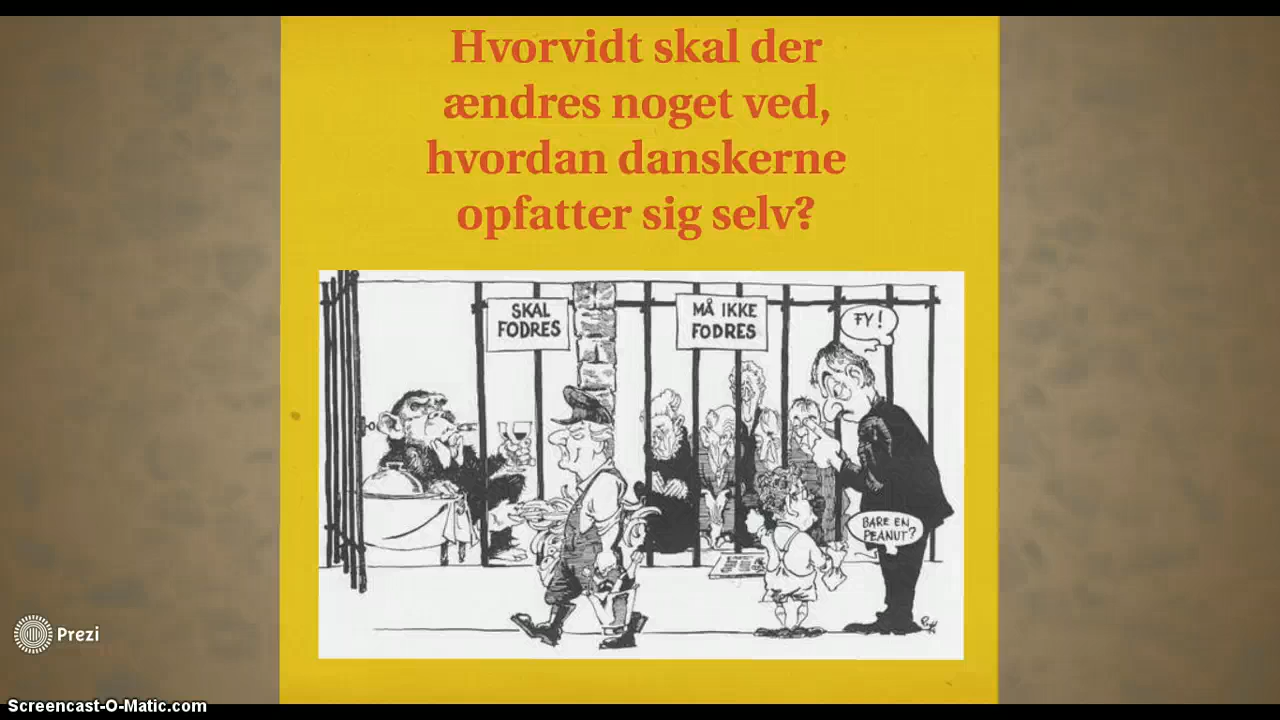 Hvorvidt skal der
ændres noget ved,
hvordan danskerne
opfatter sig selv?
SKAL
FODRES
MÅ IKKE
FODRES
FY!
BARE EN
PEANUT?
Prezi
Screencast-O-Matic.com